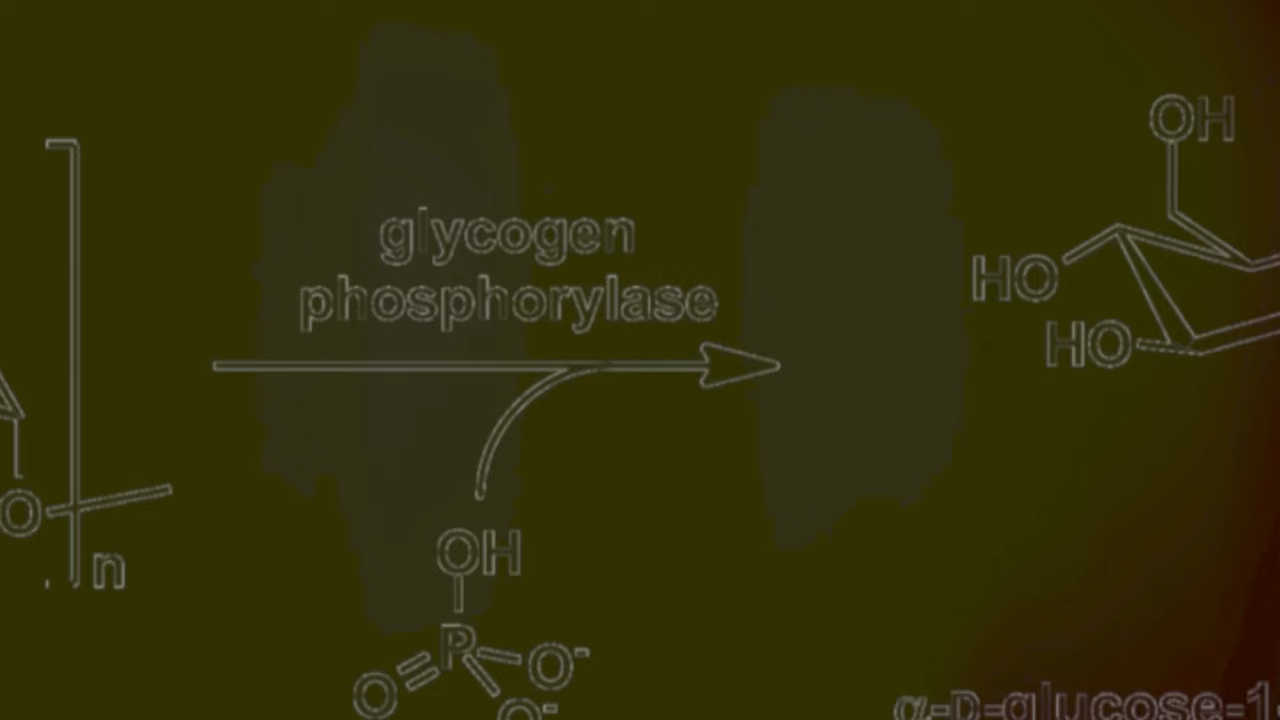 OH
glycogen
HO
phosphorylase
HO
O
OH
n
P
O
O-
O-
α-D-glucose-1-